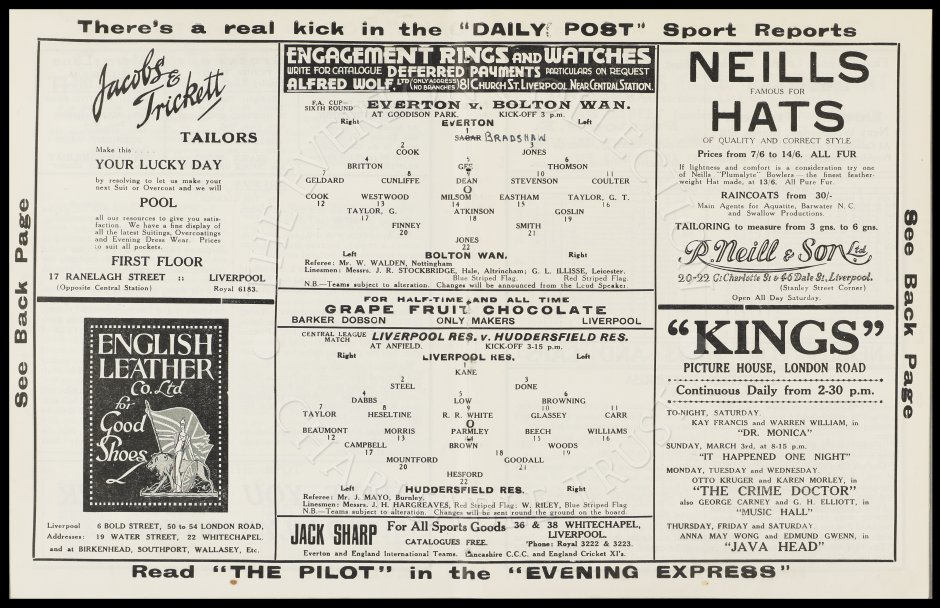 There's a real kick in the "DAILY POST" Sport Reports
See Back Page
Jacobs & Trickett
TAILORS
Make this . . . .
YOUR LUCKY DAY
by resolving to let us make your
next Suit or Overcoat and we will
POOL
all our resources to give you satis-
faction. We have a fine display of
all the latest Suitings, Overcoatings
and Evening Dress Wear. Prices
to suit all pockets.
FIRST FLOOR
17 RANELAGH STREET :: LIVERPOOL
(Opposite Central Station) Royal 6183.
ENGLISH
LEATHER
Co. Ltd
for
Good
Shoes
Liverpool 6 BOLD STREET, 50 to 54 LONDON ROAD,
Addresses: 19 WATER STREET, 22 WHITECHAPEL.
and at BIRKENHEAD, SOUTHPORT, WALLASEY, Etc.
ENGAGEMENT RINGS AND WATCHES
WRITE FOR CATALOGUE DEFERRED PAYMENTS PARTICULARS ON REQUEST
ALFRED WOLF, LTD (ONLY ADDRESS NO BRANCHES) 81 CHURCH ST. LIVERPOOL. NEAR CENTRAL STATION.
F.A. CUP—
SIXTH ROUND
EVERTON v. BOLTON WAN.
AT GOODISON PARK. KICK-OFF 3 p.m.
Right EVERTON Left
1
SAGAR BRADSHAW
2 3
COOK JONES
4 5 6
BRITTON GEE THOMSON
7 8 9 10 11
GELDARD CUNLIFFE DEAN STEVENSON COULTER
O
COOK WESTWOOD MILSOM EASTHAM TAYLOR, G. T.
12 13 14 15 16
TAYLOR, G. ATKINSON GOSLIN
17 18 19
FINNEY SMITH
20 21
JONES
22
Left BOLTON WAN. Right
Referee: Mr. W. WALDEN, Nottingham
Linesmen: Messrs. J. R. STOCKBRIDGE, Hale, Altrincham; G. L. ILLISSE, Leicester.
Blue Striped Flag. Red Striped Flag.
N.B.—Teams subject to alteration. Changes will be announced from the Loud Speaker.
FOR HALF-TIME AND ALL TIME
GRAPE FRUIT CHOCOLATE
BARKER DOBSON ONLY MAKERS LIVERPOOL
CENTRAL LEAGUE
MATCH
LIVERPOOL RES. v. HUDDERSFIELD RES.
AT ANFIELD. KICK-OFF 3-15 p.m.
Right LIVERPOOL RES. Left
1
KANE
2 3
STEEL DONE
4 5 6
DABBS LOW BROWNING
7 8 9 10 11
TAYLOR HESELTINE R. R. WHITE GLASSEY CARR
O
BEAUMONT MORRIS PARMLEY BEECH WILLIAMS
12 13 14 15 16
CAMPBELL BROWN WOODS
17 18 19
MOUNTFORD GOODALL
20 21
HESFORD
22
Left HUDDERSFIELD RES. Right
Referee: Mr. J. MAYO, Burnley.
Linesmen: Messrs. J. H. HARGREAVES, Red Striped Flag: W. RILEY, Blue Striped Flag
N.B.—Teams subject to alteration. Changes will be sent round the ground on the board.
JACK SHARP For All Sports Goods 36 & 38 WHITECHAPEL,
LIVERPOOL.
CATALOGUES FREE. 'Phone: Royal 3222 & 3223.
Everton and England International Teams. Lancashire C.C.C. and England Cricket XI's.
NEILLS
FAMOUS FOR
HATS
OF QUALITY AND CORRECT STYLE
Prices from 7/6 to 14/6. ALL FUR
If lightness and comfort is a consideration try one
of Neills "Plumalyte" Bowlers—the finest feather-
weight Hat made, at 13/6. All Pure Fur.
RAINCOATS from 30/-
Main Agents for Aquatite, Barwater N. C.
and Swallow Productions.
TAILORING to measure from 3 gns. to 6 gns.
R. Neill & Son Ltd.
20-22 Gt Charlotte St & 46 Dale St, Liverpool.
(Stanley Street Corner)
Open All Day Saturday.
"KINGS"
PICTURE HOUSE, LONDON ROAD
Continuous Daily from 2-30 p.m.
TO-NIGHT, SATURDAY.
KAY FRANCIS and WARREN WILLIAM, in
"DR. MONICA"
SUNDAY, MARCH 3rd, at 8-15 p.m.
"IT HAPPENED ONE NIGHT"
MONDAY, TUESDAY and WEDNESDAY.
OTTO KRUGER and KAREN MORLEY, in
"THE CRIME DOCTOR"
also GEORGE CARNEY and G. H. ELLIOTT, in
"MUSIC HALL"
THURSDAY, FRIDAY and SATURDAY.
ANNA MAY WONG and EDMUND GWENN, in
"JAVA HEAD"
See Back Page
Read "THE PILOT" in the "EVENING EXPRESS"